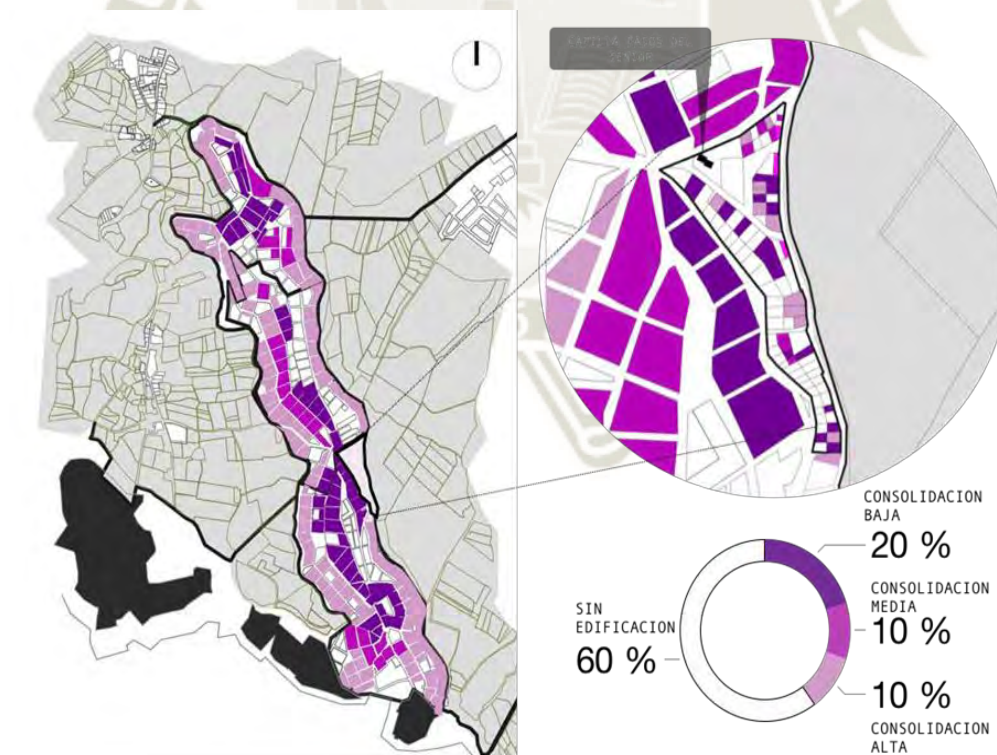 CONSOLIDACION
BAJA
20 %
CONSOLIDACION
MEDIA
10 %
10 %
CONSOLIDACION
ALTA
SIN
EDIFICACION
60 %